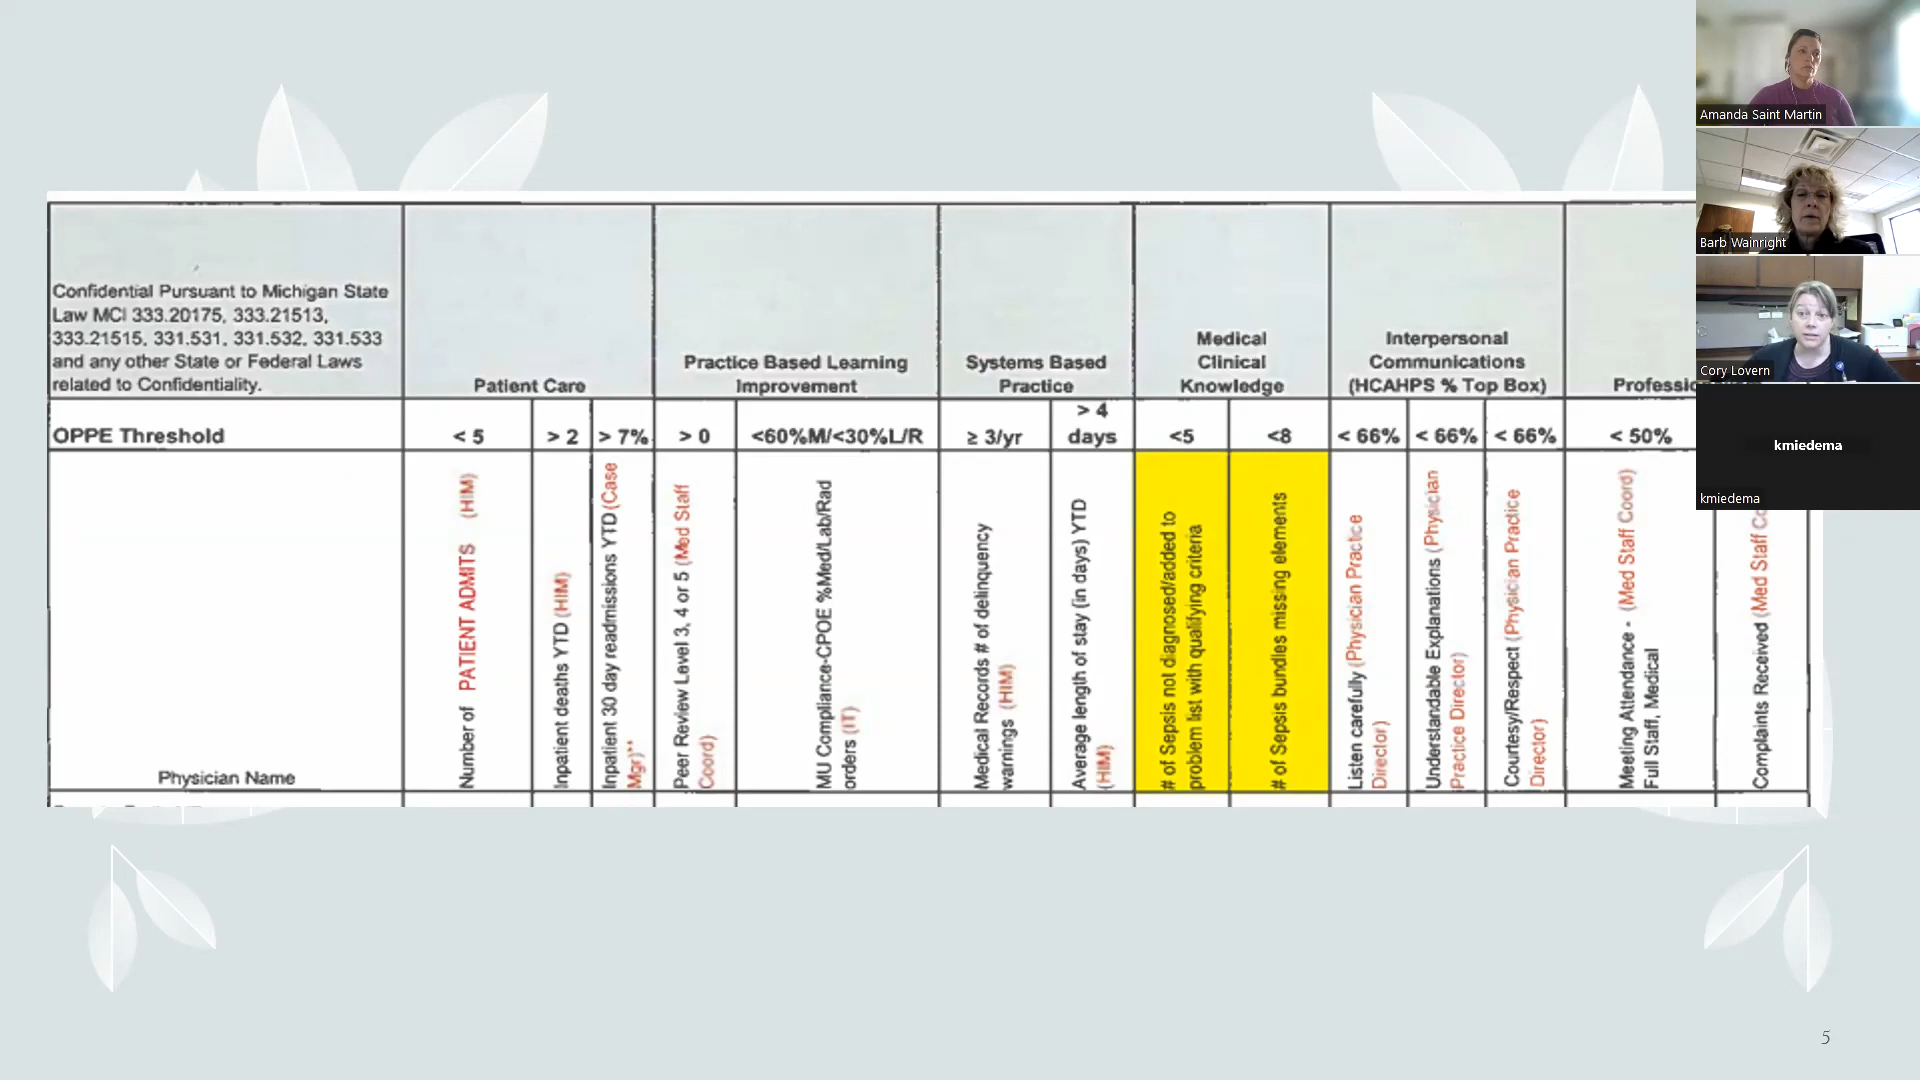 Confidential Pursuant to Michigan State
Law MCl 333.20175, 333.21513,
333.21515, 331.531, 331.532, 331.533
and any other State or Federal Laws
related to Confidentiality.
Patient Care
Practice Based Learning
Improvement
Systems Based
Practice
Medical
Clinical
Knowledge
Interpersonal
Communications
(HCAHPS % Top Box)
OPPE Threshold
< 5
> 2
> 7%
> 0
<60%M/<30%L/R
≥ 3/yr
> 4
days
<5
<8
< 66%
< 66%
< 66%
< 50%
Physician Name
Number of PATIENT ADMITS (HIM)
Inpatient deaths YTD (HIM)
Inpatient 30 day readmissions YTD (Case
Mgr)**
Peer Review Level 3, 4 or 5 (Med Staff
Coord)
MU Compliance-CPOE %Med/Lab/Rad
orders (IT)
Medical Records # of delinquency
warnings (HIM)
Average length of stay (in days) YTD
(HIM)
# of Sepsis not diagnosed/added to
problem list with qualifying criteria
# of Sepsis bundles missing elements
Listen carefully (Physician Practice
Director)
Understandable Explanations (Physician
Practice Director)
Courtesy/Respect (Physician Practice
Director)
Meeting Attendance - (Med Staff Coord)
Full Staff, Medical
Complaints Received (Med Staff
Amanda Saint Martin
Barb Wainright
Cory Lovern
kmiedema
kmiedema
5